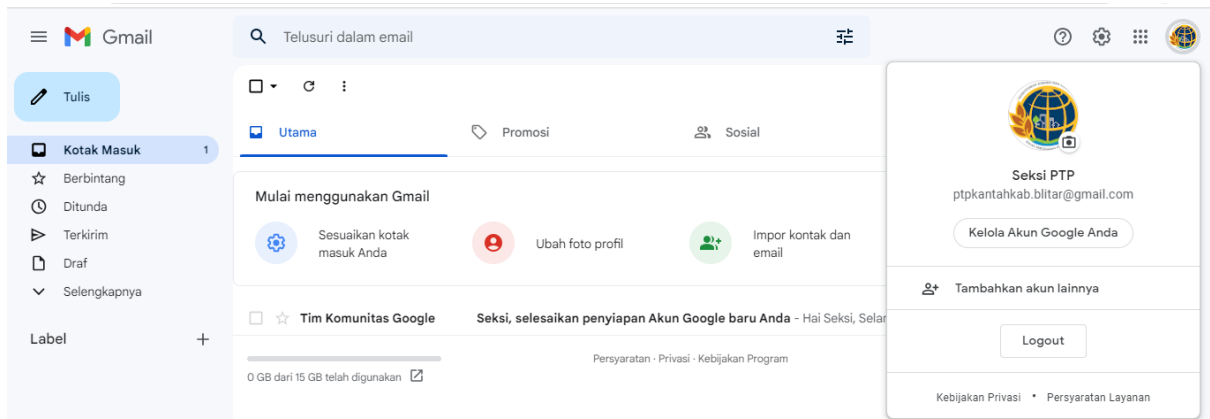 Gmail
Telusuri dalam email
Tulis
Kotak Masuk 1
Berbintang
Ditunda
Terkirim
Draf
Selengkapnya
Label
Utama
Promosi
Sosial
Mulai menggunakan Gmail
Sesuaikan kotak
masuk Anda
Ubah foto profil
Impor kontak dan
email
Tim Komunitas Google Seksi, selesaikan penyiapan Akun Google baru Anda - Hai Seksi, Selar
0 GB dari 15 GB telah digunakan
Persyaratan · Privasi · Kebijakan Program
Seksi PTP
ptpkantahkab.blitar@gmail.com
Kelola Akun Google Anda
Tambahkan akun lainnya
Logout
Kebijakan Privasi • Persyaratan Layanan